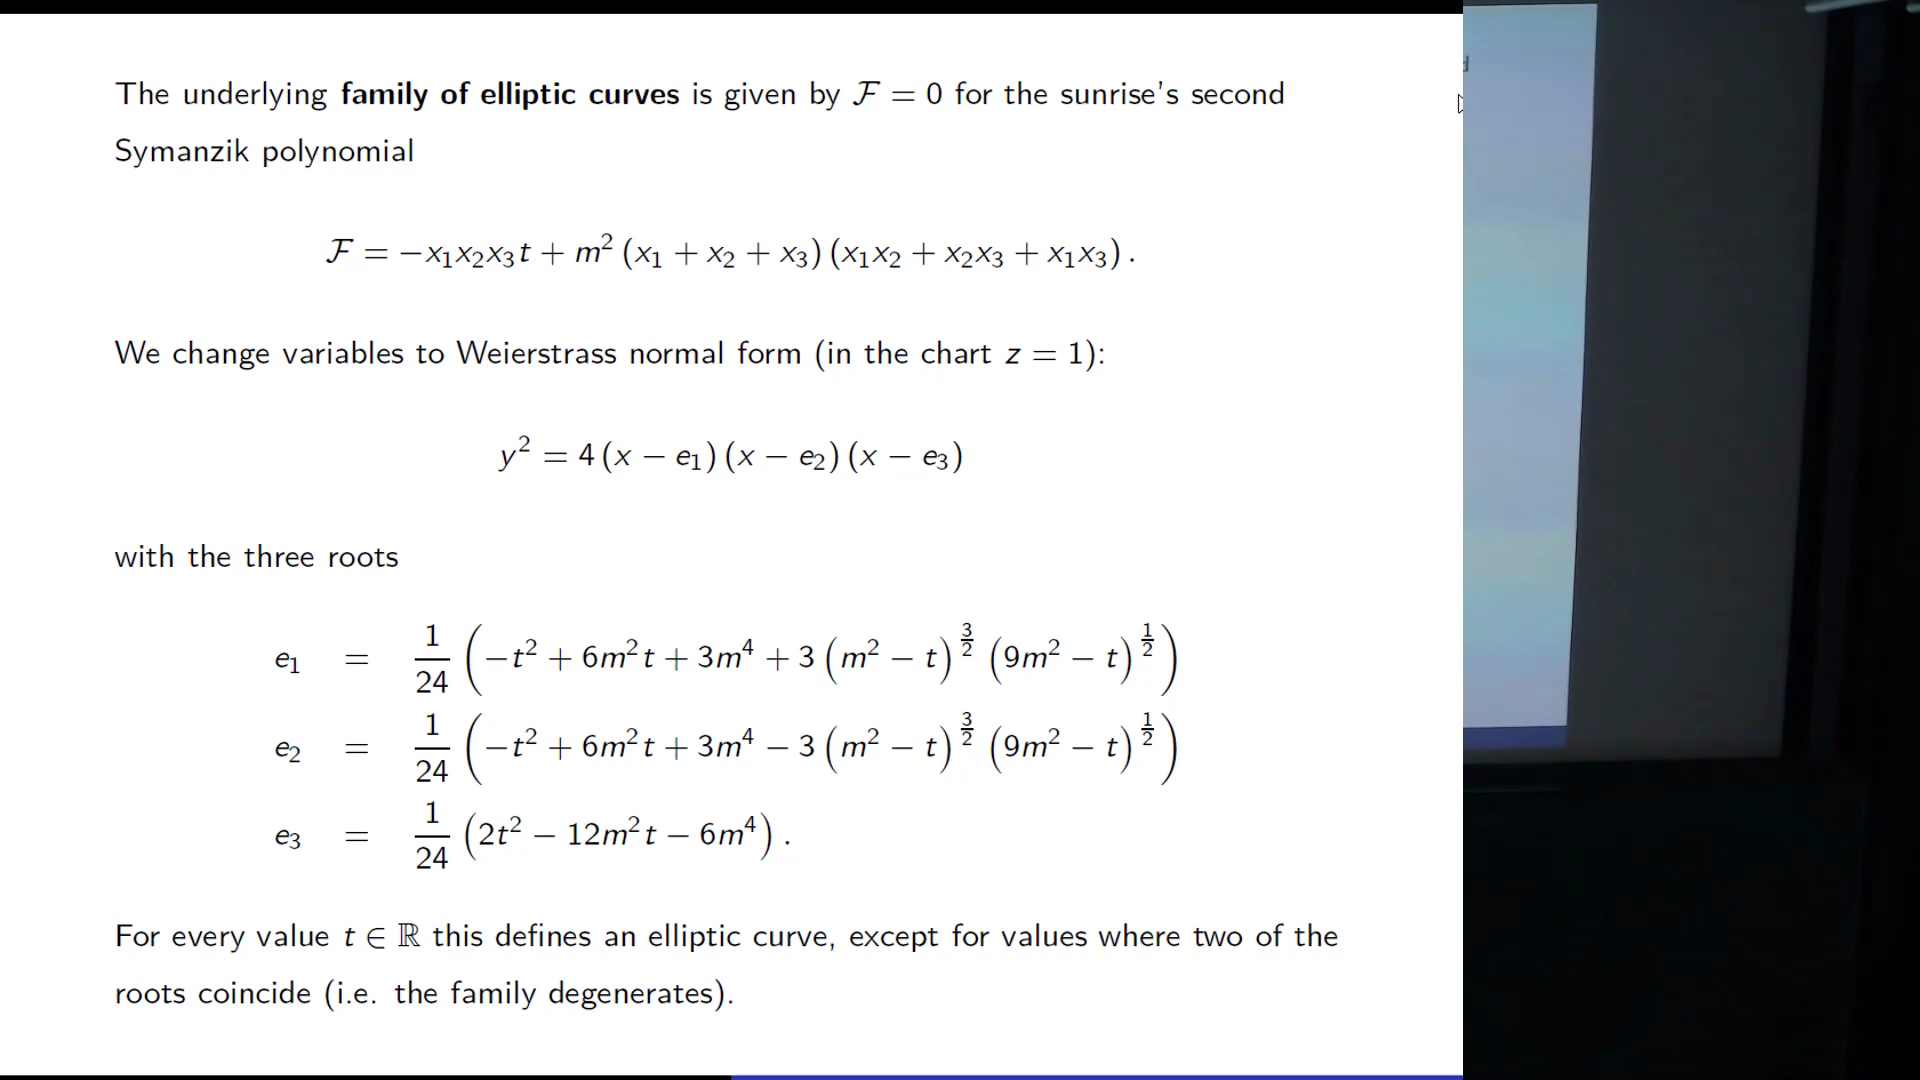 The underlying family of elliptic curves is given by ℱ = 0 for the sunrise's second
Symanzik polynomial
ℱ = −x₁x₂x₃t + m² (x₁ + x₂ + x₃) (x₁x₂ + x₂x₃ + x₁x₃) .
We change variables to Weierstrass normal form (in the chart z = 1):
y² = 4 (x − e₁) (x − e₂) (x − e₃)
with the three roots
e₁ = 1/24 (−t² + 6m²t + 3m⁴ + 3 (m² − t)^{3/2} (9m² − t)^{1/2})
e₂ = 1/24 (−t² + 6m²t + 3m⁴ − 3 (m² − t)^{3/2} (9m² − t)^{1/2})
e₃ = 1/24 (2t² − 12m²t − 6m⁴) .
For every value t ∈ ℝ this defines an elliptic curve, except for values where two of the
roots coincide (i.e. the family degenerates).